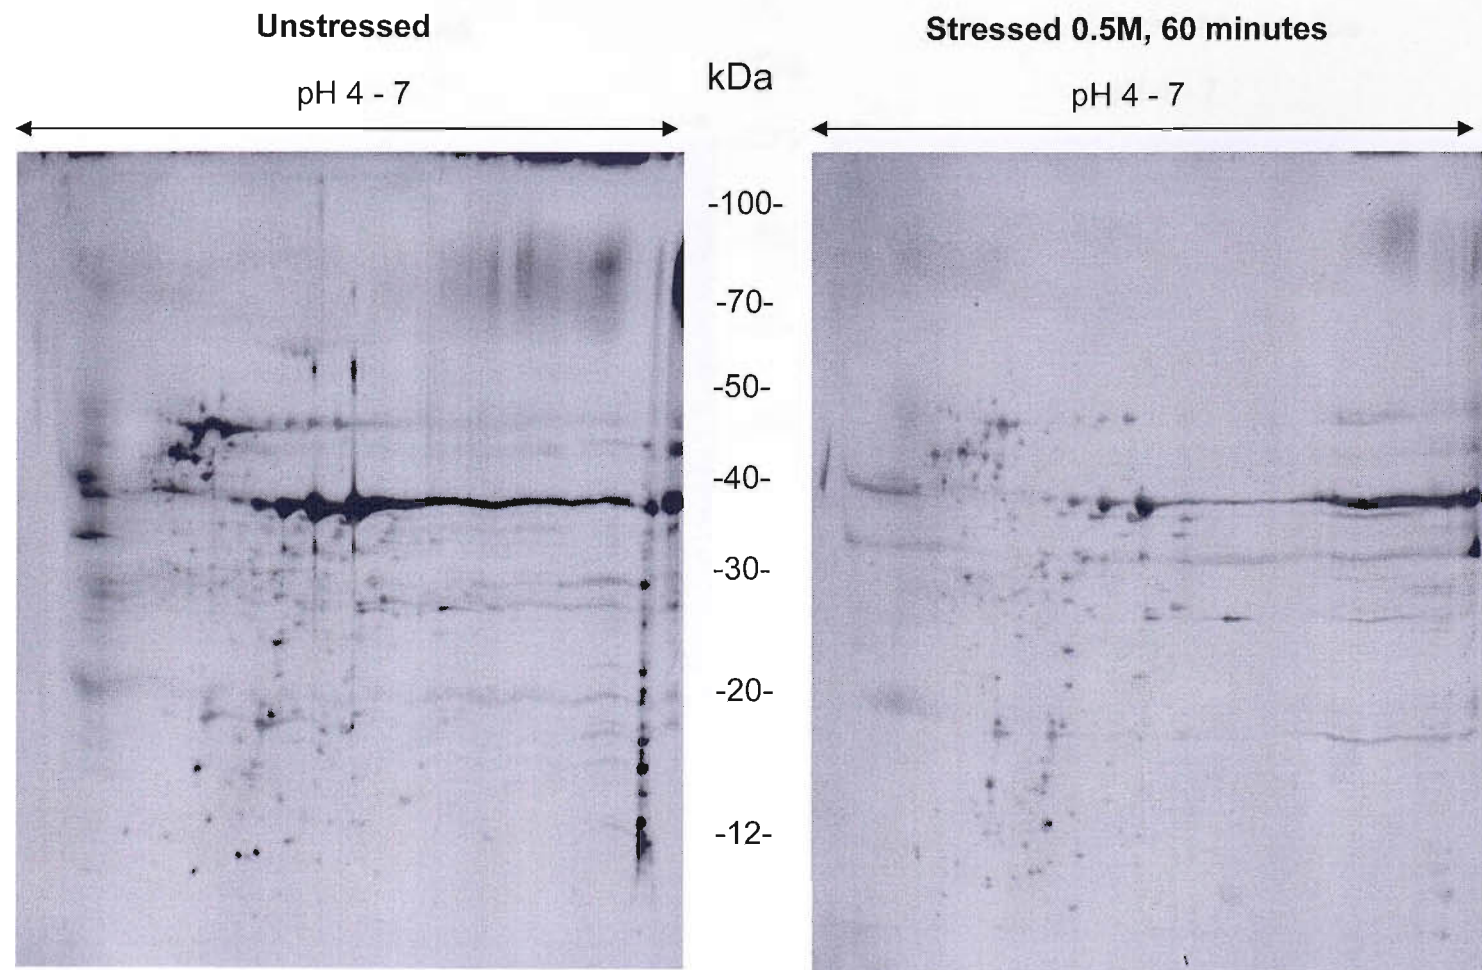 Unstressed
Stressed 0.5M, 60 minutes
kDa
pH 4 - 7
pH 4 - 7
-100-
-70-
-50-
-40-
-30-
-20-
-12-